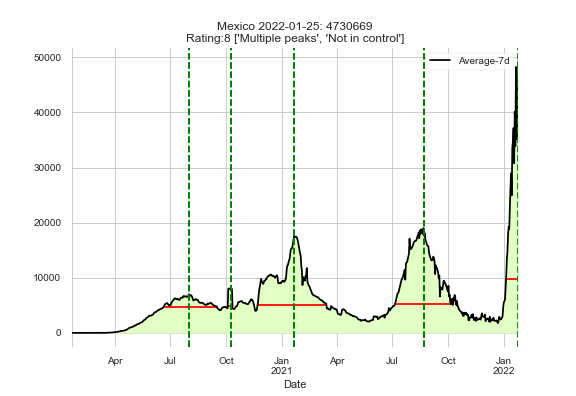 Mexico 2022-01-25: 4730669
Rating:8 ['Multiple peaks', 'Not in control']
Average-7d
50000
40000
30000
20000
10000
0
Apr Jul Oct Jan Apr Jul Oct Jan
2021 2022
Date